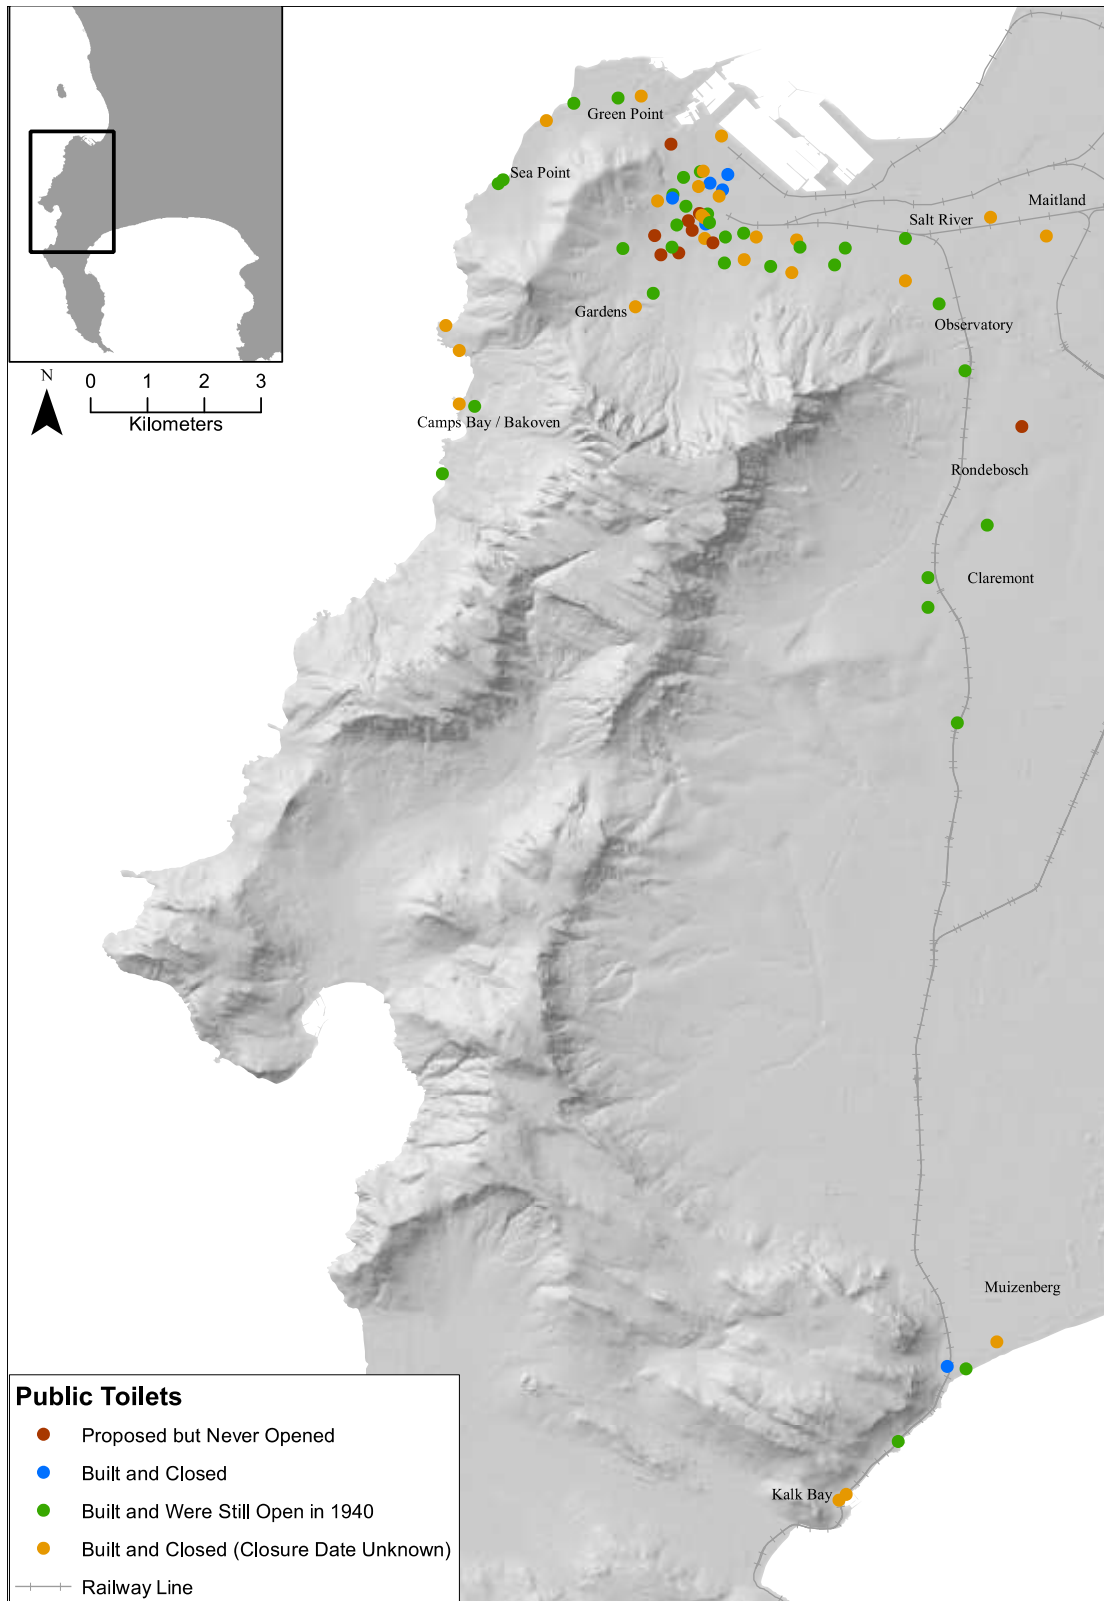 Green Point
Sea Point
Maitland
Salt River
Gardens
Observatory
N
0 1 2 3
Kilometers
Camps Bay / Bakoven
Rondebosch
Claremont
Muizenberg
Kalk Bay
Public Toilets
Proposed but Never Opened
Built and Closed
Built and Were Still Open in 1940
Built and Closed (Closure Date Unknown)
Railway Line